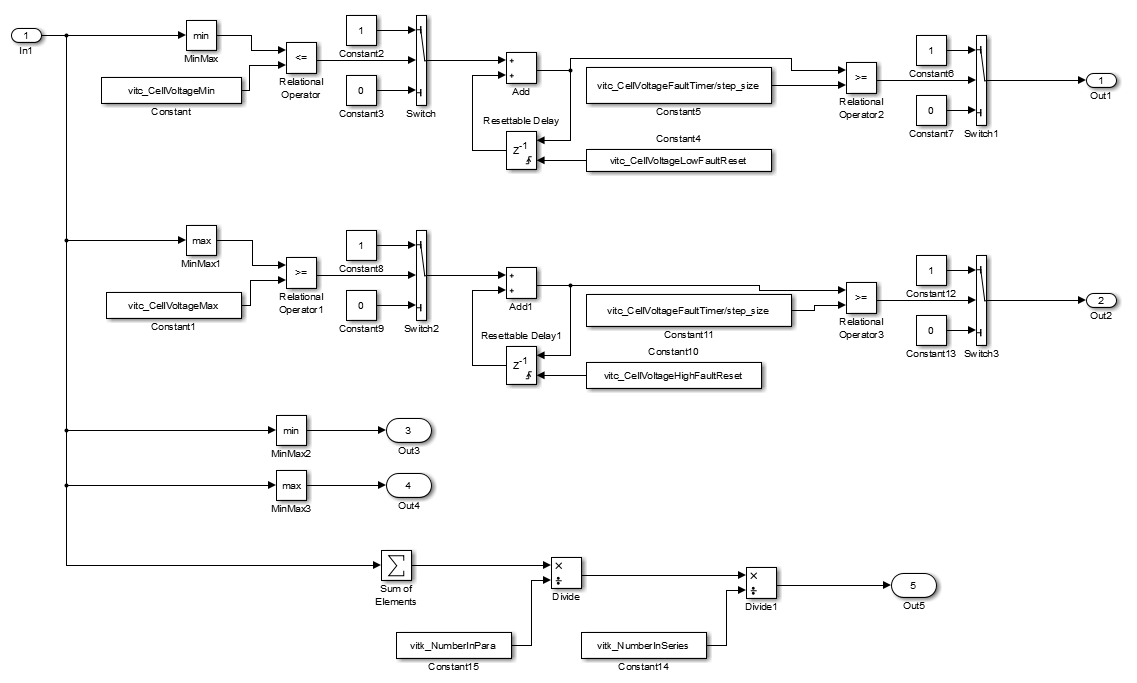 1
In1
min
MinMax
vitc_CellVoltageMin
Constant
<=
Relational
Operator
1
Constant2
0
Constant3
Switch
+
+
Add
Resettable Delay
Z-1
vitc_CellVoltageFaultTimer/step_size
Constant5
Constant4
vitc_CellVoltageLowFaultReset
>=
Relational
Operator2
1
Constant6
0
Constant7
Switch1
1
Out1
max
MinMax1
vitc_CellVoltageMax
Constant1
>=
Relational
Operator1
1
Constant8
0
Constant9
Switch2
+
+
Add1
Resettable Delay1
Z-1
vitc_CellVoltageFaultTimer/step_size
Constant11
Constant10
vitc_CellVoltageHighFaultReset
>=
Relational
Operator3
1
Constant12
0
Constant13
Switch3
2
Out2
min
MinMax2
3
Out3
max
MinMax3
4
Out4
∑
Sum of
Elements
×
÷
Divide
×
÷
Divide1
5
Out5
vitk_NumberInPara
Constant15
vitk_NumberInSeries
Constant14